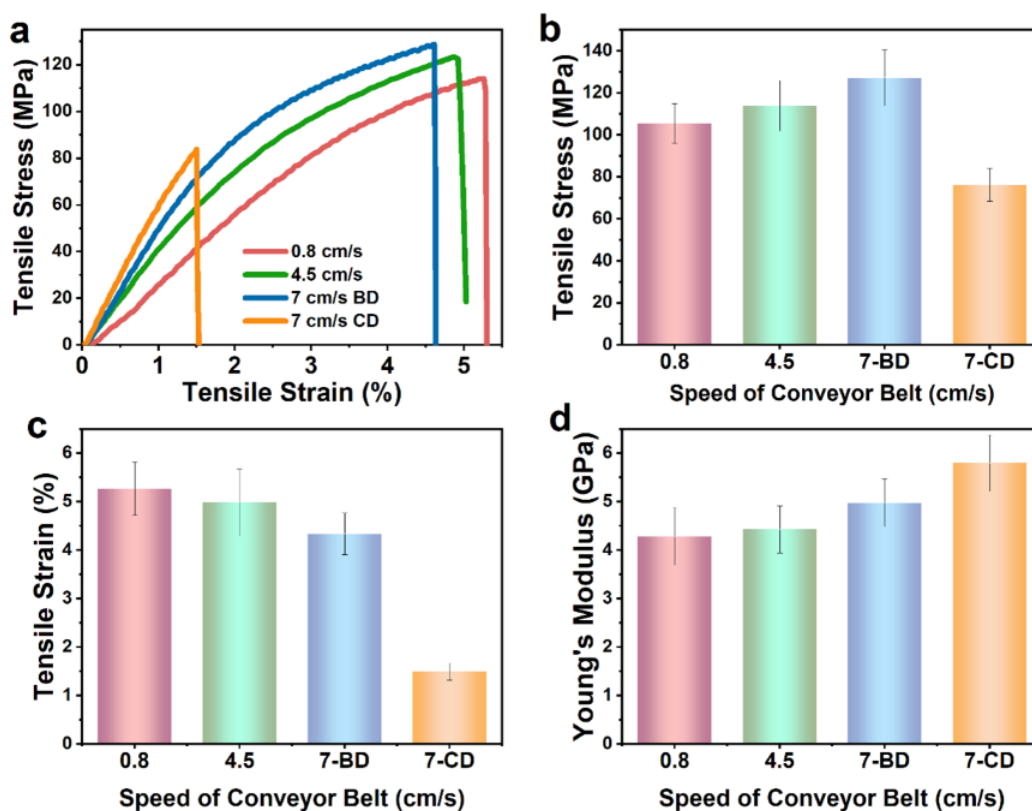 a
Tensile Stress (MPa)
120
100
80
60
40
20
0
0.8 cm/s
4.5 cm/s
7 cm/s BD
7 cm/s CD
0 1 2 3 4 5
Tensile Strain (%)
b
Tensile Stress (MPa)
140
120
100
80
60
40
20
0
0.8 4.5 7-BD 7-CD
Speed of Conveyor Belt (cm/s)
c
Tensile Strain (%)
6
5
4
3
2
1
0
0.8 4.5 7-BD 7-CD
Speed of Conveyor Belt (cm/s)
d
Young's Modulus (GPa)
6
5
4
3
2
1
0
0.8 4.5 7-BD 7-CD
Speed of Conveyor Belt (cm/s)